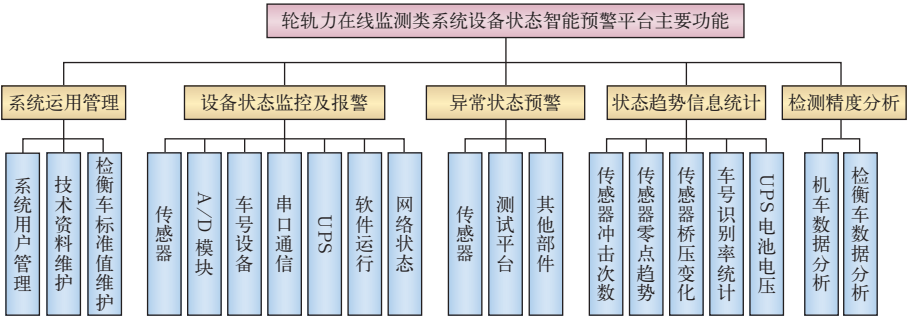 轮轨力在线监测类系统设备状态智能预警平台主要功能
系统运用管理
设备状态监控及报警
异常状态预警
状态趋势信息统计
检测精度分析
系统用户管理
技术资料维护
检衡车标准值维护
传感器
A/D模块
车号设备
串口通信
UPS
软件运行
网络状态
传感器
测试平台
其他部件
传感器冲击次数
传感器零点趋势
传感器桥压变化
车号识别率统计
UPS电池电压
机车数据分析
检衡车数据分析